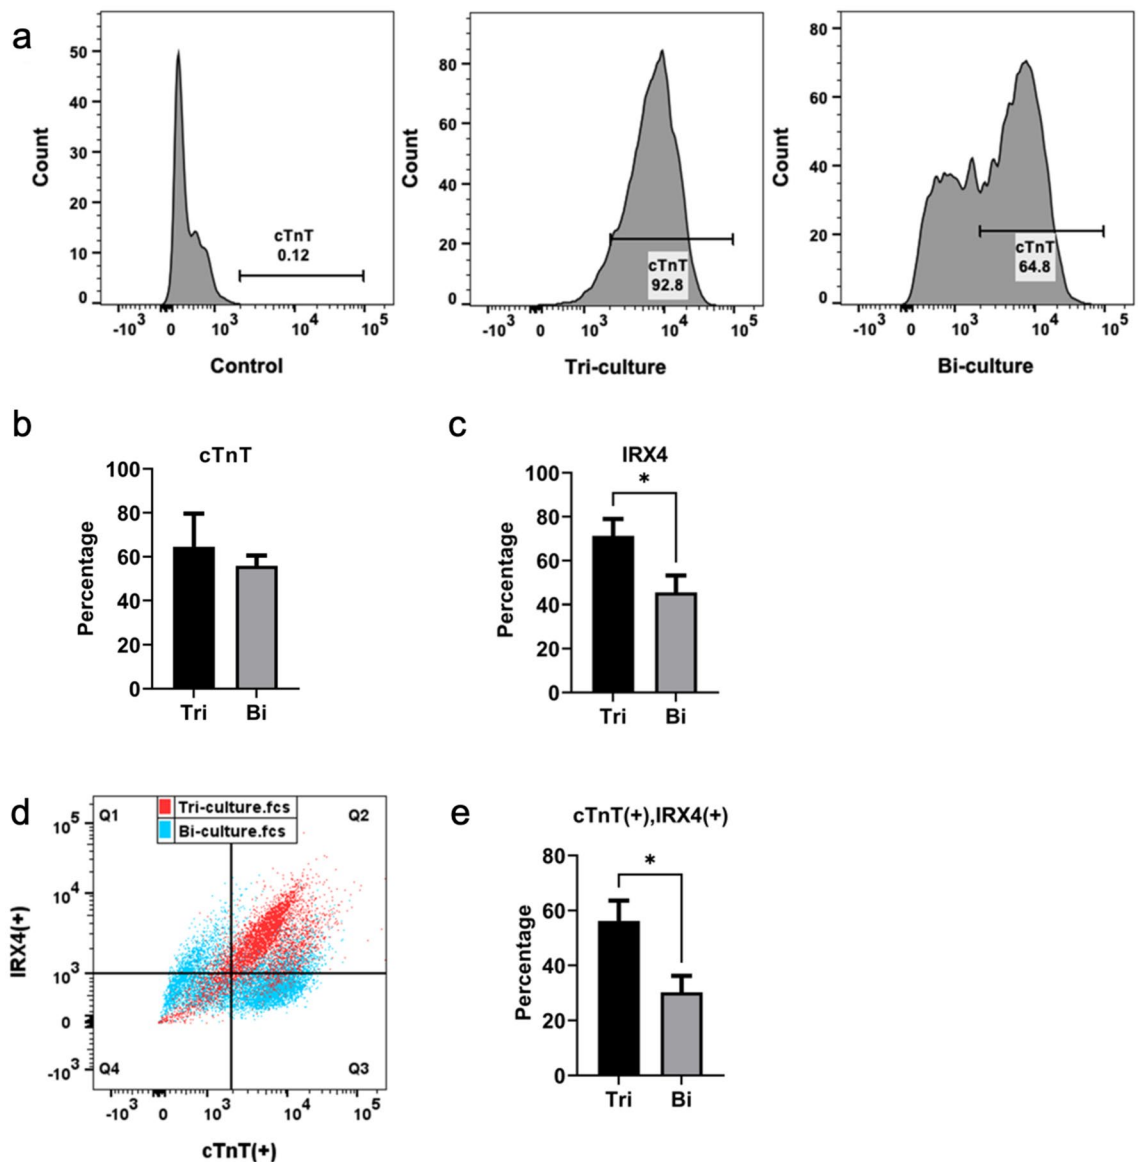 a
Count
50
40
30
20
10
0
cTnT
0.12
-10³ 0 10³ 10⁴ 10⁵
Control
Count
80
60
40
20
0
cTnT
92.8
-10³ 0 10³ 10⁴ 10⁵
Tri-culture
Count
80
60
40
20
0
cTnT
64.8
-10³ 0 10³ 10⁴ 10⁵
Bi-culture
b
cTnT
Percentage
100
80
60
40
20
0
Tri Bi
c
IRX4
*
Percentage
100
80
60
40
20
0
Tri Bi
d
Q1
Tri-culture.fcs
Bi-culture.fcs
Q2
IRX4(+)
10⁵
10⁴
10³
0
-10³
Q4
Q3
-10³ 0 10³ 10⁴ 10⁵
cTnT(+)
e
cTnT(+),IRX4(+)
*
Percentage
80
60
40
20
0
Tri Bi